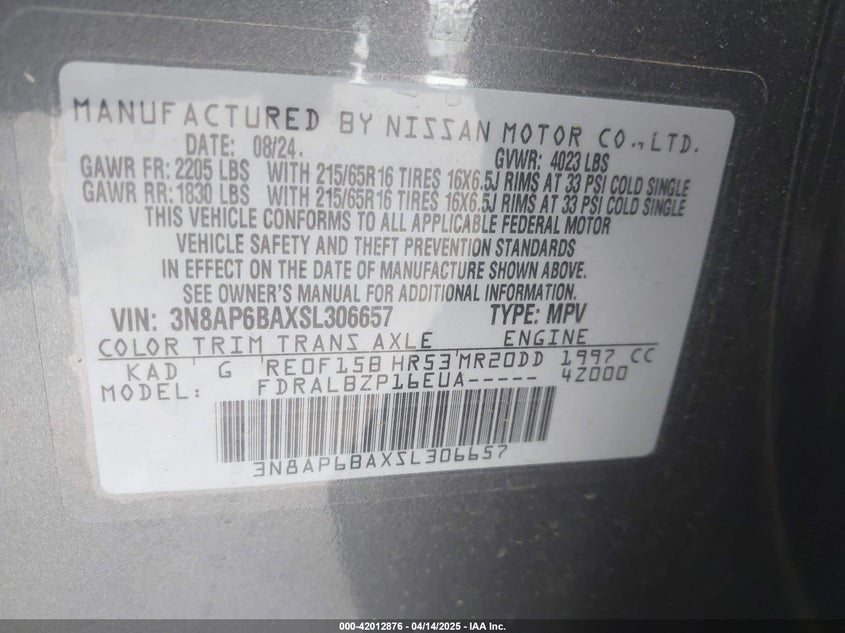 MANUFACTURED BY NISSAN MOTOR CO.,LTD.
DATE: 08/24. GVWR: 4023 LBS
GAWR FR: 2205 LBS WITH 215/65R16 TIRES 16X6.5J RIMS AT 33 PSI COLD SINGLE
GAWR RR: 1830 LBS WITH 215/65R16 TIRES 16X6.5J RIMS AT 33 PSI COLD SINGLE
THIS VEHICLE CONFORMS TO ALL APPLICABLE FEDERAL MOTOR
VEHICLE SAFETY AND THEFT PREVENTION STANDARDS
IN EFFECT ON THE DATE OF MANUFACTURE SHOWN ABOVE.
SEE OWNER'S MANUAL FOR ADDITIONAL INFORMATION
VIN: 3N8AP6BAXSL306657 TYPE: MPV
COLOR TRIM TRANS AXLE ENGINE
KAD G RE0F15B HR53 MR20DD 1997 CC
MODEL: FDRALBZP16EUA----- 4Z000
3N8AP6BAXSL306657
000-42012876 - 04/14/2025 - IAA Inc.